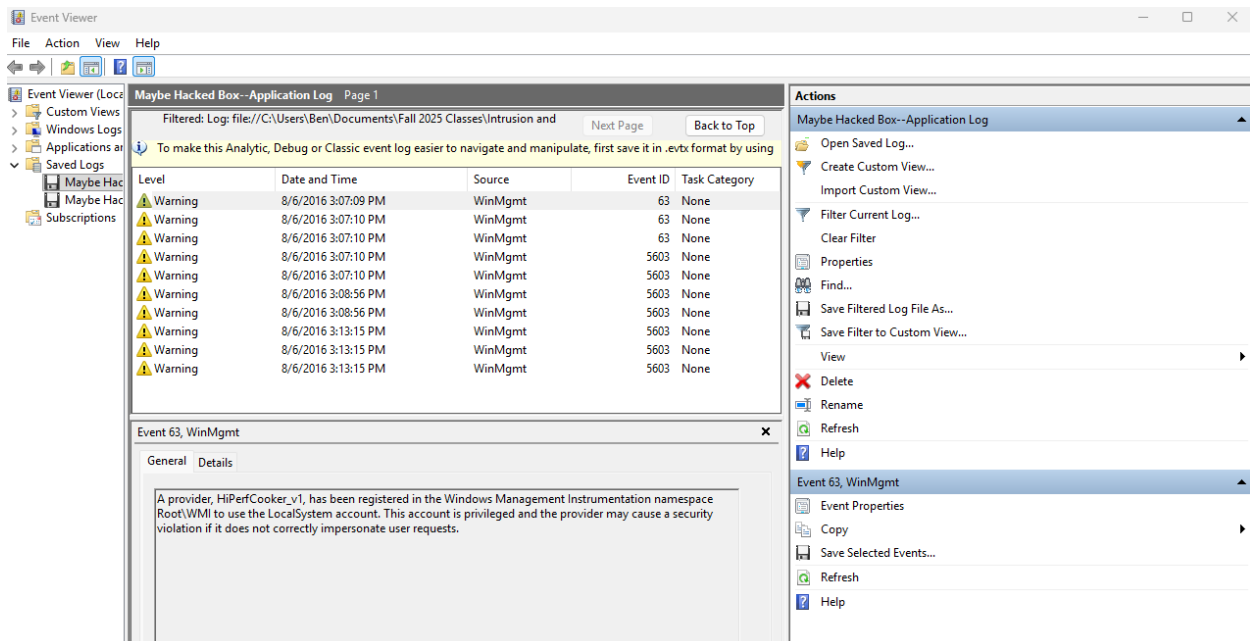 Event Viewer
File Action View Help
Event Viewer (Loca
Custom Views
Windows Logs
Applications an
Saved Logs
Maybe Hac
Maybe Hac
Subscriptions
Maybe Hacked Box--Application Log Page 1
Filtered: Log: file://C:\Users\Ben\Documents\Fall 2025 Classes\Intrusion and
Next Page
Back to Top
To make this Analytic, Debug or Classic event log easier to navigate and manipulate, first save it in .evtx format by using
Level Date and Time Source Event ID Task Category
Warning 8/6/2016 3:07:09 PM WinMgmt 63 None
Warning 8/6/2016 3:07:10 PM WinMgmt 63 None
Warning 8/6/2016 3:07:10 PM WinMgmt 63 None
Warning 8/6/2016 3:07:10 PM WinMgmt 5603 None
Warning 8/6/2016 3:07:10 PM WinMgmt 5603 None
Warning 8/6/2016 3:08:56 PM WinMgmt 5603 None
Warning 8/6/2016 3:08:56 PM WinMgmt 5603 None
Warning 8/6/2016 3:13:15 PM WinMgmt 5603 None
Warning 8/6/2016 3:13:15 PM WinMgmt 5603 None
Warning 8/6/2016 3:13:15 PM WinMgmt 5603 None
Event 63, WinMgmt
General Details
A provider, HiPerfCooker_v1, has been registered in the Windows Management Instrumentation namespace
Root\WMI to use the LocalSystem account. This account is privileged and the provider may cause a security
violation if it does not correctly impersonate user requests.
Actions
Maybe Hacked Box--Application Log
Open Saved Log...
Create Custom View...
Import Custom View...
Filter Current Log...
Clear Filter
Properties
Find...
Save Filtered Log File As...
Save Filter to Custom View...
View
Delete
Rename
Refresh
Help
Event 63, WinMgmt
Event Properties
Copy
Save Selected Events...
Refresh
Help